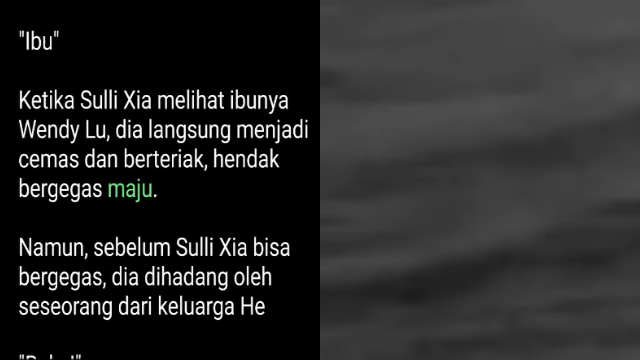 "Ibu"
Ketika Sulli Xia melihat ibunya
Wendy Lu, dia langsung menjadi
cemas dan berteriak, hendak
bergegas maju.
Namun, sebelum Sulli Xia bisa
bergegas, dia dihadang oleh
seseorang dari keluarga He